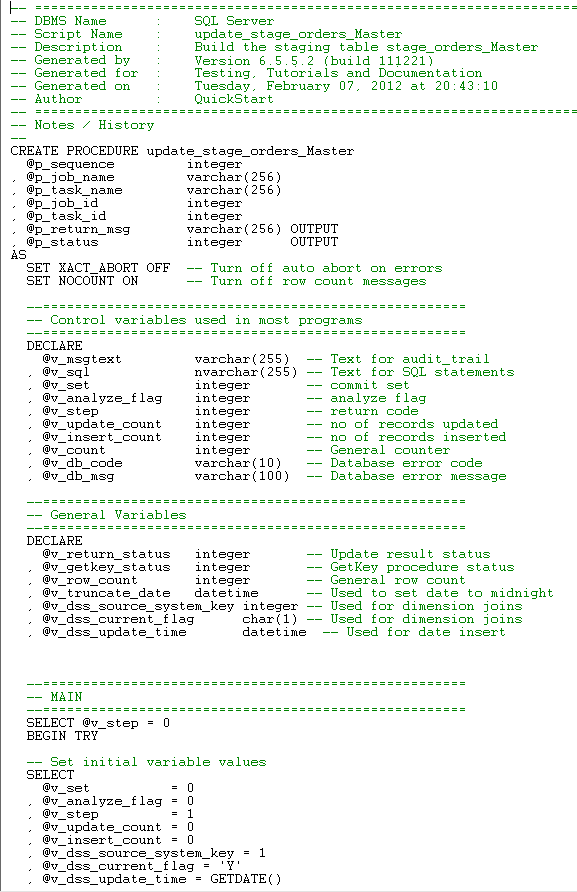 -- =================================================================
-- DBMS Name      :    SQL Server
-- Script Name    :    update_stage_orders_Master
-- Description    :    Build the staging table stage_orders_Master
-- Generated by   :    Version 6.5.5.2 (build 111221)
-- Generated for  :    Testing, Tutorials and Documentation
-- Generated on   :    Tuesday, February 07, 2012 at 20:43:10
-- Author         :    QuickStart
-- =================================================================
-- Notes / History
--
CREATE PROCEDURE update_stage_orders_Master
  @p_sequence         integer
, @p_job_name         varchar(256)
, @p_task_name        varchar(256)
, @p_job_id           integer
, @p_task_id          integer
, @p_return_msg       varchar(256) OUTPUT
, @p_status           integer      OUTPUT
AS
  SET XACT_ABORT OFF  -- Turn off auto abort on errors
  SET NOCOUNT ON      -- Turn off row count messages
  --=====================================================
  -- Control variables used in most programs
  --=====================================================
  DECLARE
    @v_msgtext         varchar(255)  -- Text for audit_trail
  , @v_sql             nvarchar(255) -- Text for SQL statements
  , @v_set             integer       -- commit set
  , @v_analyze_flag    integer       -- analyze flag
  , @v_step            integer       -- return code
  , @v_update_count    integer       -- no of records updated
  , @v_insert_count    integer       -- no of records inserted
  , @v_count           integer       -- General counter
  , @v_db_code         varchar(10)   -- Database error code
  , @v_db_msg          varchar(100)  -- Database error message
  --=====================================================
  -- General Variables
  --=====================================================
  DECLARE
    @v_return_status   integer       -- Update result status
  , @v_getkey_status   integer       -- GetKey procedure status
  , @v_row_count       integer       -- General row count
  , @v_truncate_date   datetime      -- Used to set date to midnight
  , @v_dss_source_system_key integer -- Used for dimension joins
  , @v_dss_current_flag      char(1) -- Used for dimension joins
  , @v_dss_update_time       datetime  -- Used for date insert
  --=====================================================
  -- MAIN
  --=====================================================
  SELECT @v_step = 0
  BEGIN TRY
  -- Set initial variable values
  SELECT
    @v_set          = 0
  , @v_analyze_flag = 0
  , @v_step         = 1
  , @v_update_count = 0
  , @v_insert_count = 0
  , @v_dss_source_system_key = 1
  , @v_dss_current_flag = 'Y'
  , @v_dss_update_time = GETDATE()